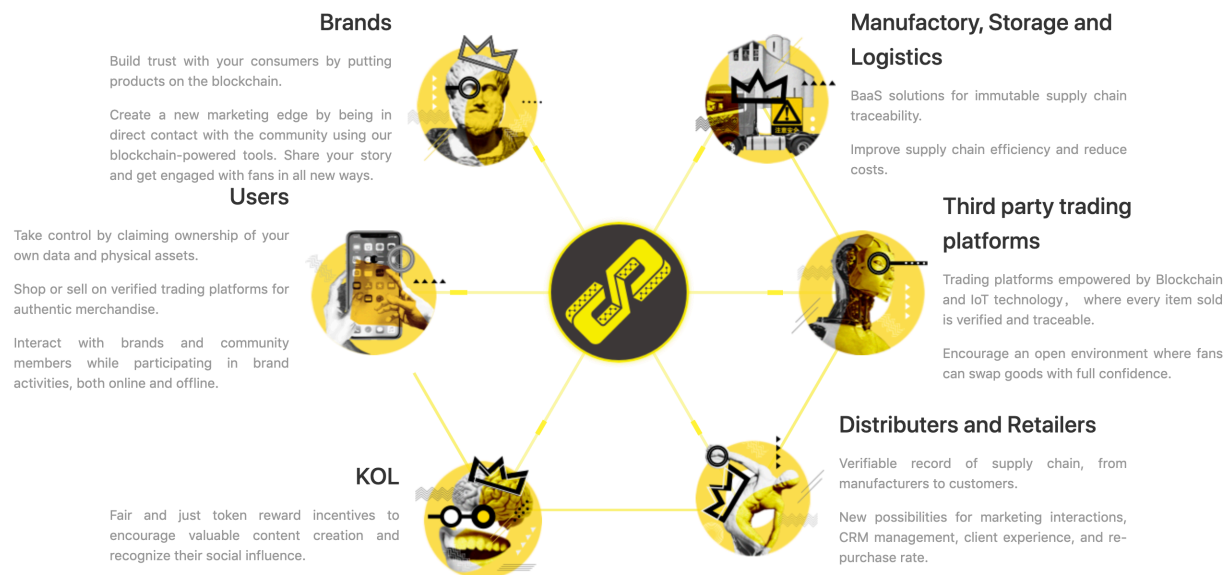 Brands
Build trust with your consumers by putting
products on the blockchain.
Create a new marketing edge by being in
direct contact with the community using our
blockchain-powered tools. Share your story
and get engaged with fans in all new ways.
Manufactory, Storage and
Logistics
BaaS solutions for immutable supply chain
traceability.
Improve supply chain efficiency and reduce
costs.
注意安全
Users
Take control by claiming ownership of your
own data and physical assets.
Shop or sell on verified trading platforms for
authentic merchandise.
Interact with brands and community
members while participating in brand
activities, both online and offline.
Third party trading
platforms
Trading platforms empowered by Blockchain
and IoT technology， where every item sold
is verified and traceable.
Encourage an open environment where fans
can swap goods with full confidence.
KOL
Fair and just token reward incentives to
encourage valuable content creation and
recognize their social influence.
Distributers and Retailers
Verifiable record of supply chain, from
manufacturers to customers.
New possibilities for marketing interactions,
CRM management, client experience, and re-
purchase rate.